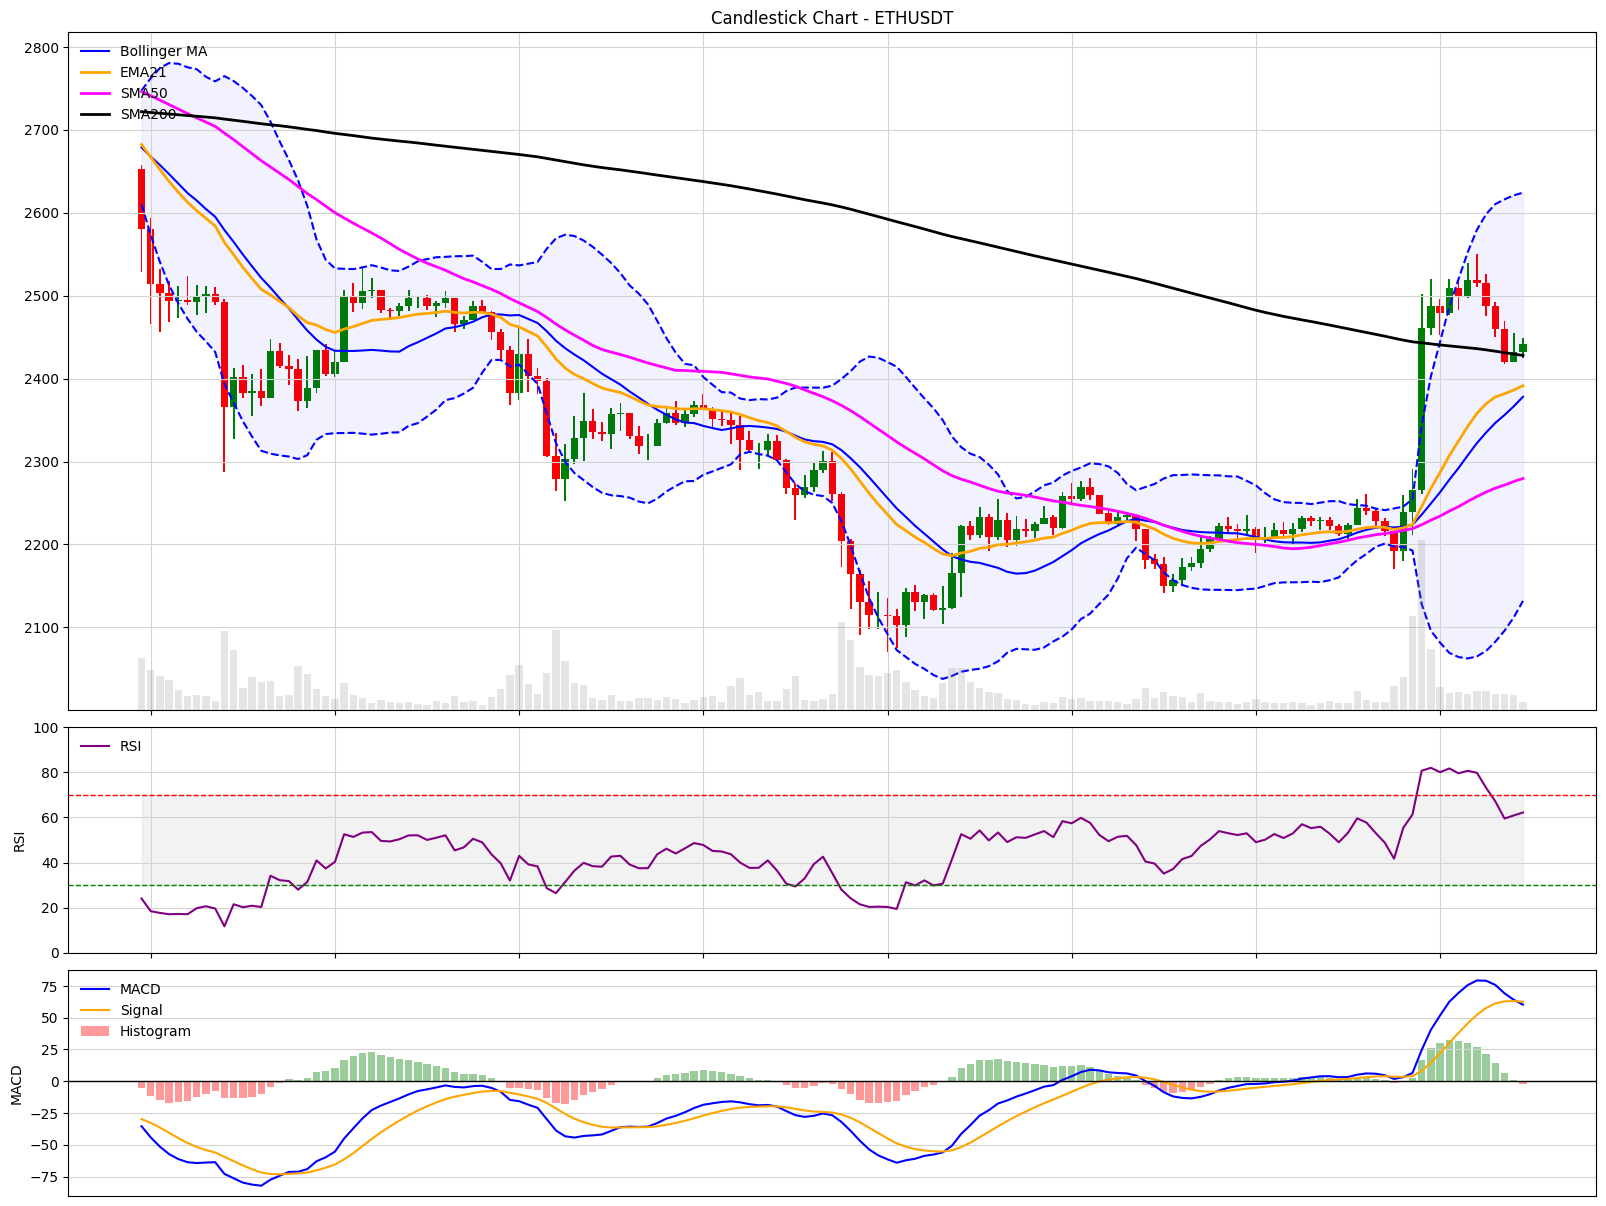 Candlestick Chart - ETHUSDT
2800
2700
2600
2500
2400
2300
2200
2100
Bollinger MA
EMA21
SMA50
SMA200
100
80
60
40
20
0
RSI
RSI
75
50
25
0
−25
−50
−75
MACD
MACD
Signal
Histogram